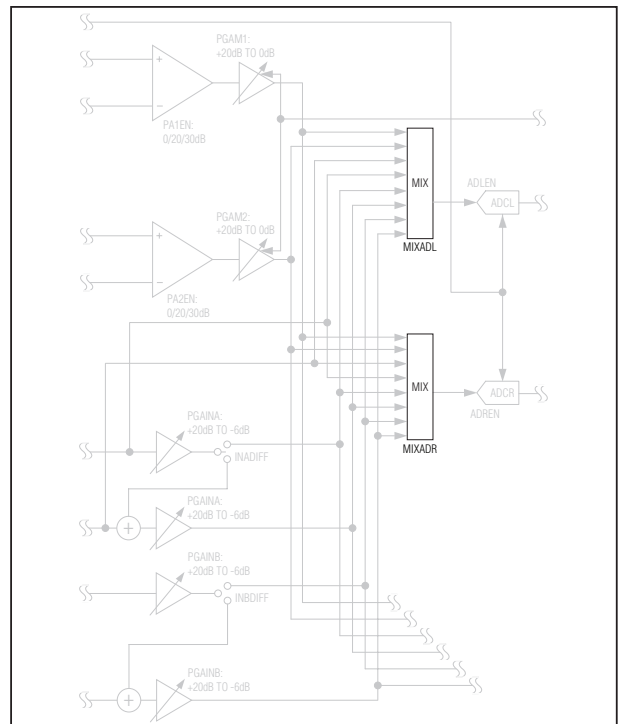 PGAM1:
+20dB TO 0dB
+
−
PA1EN:
0/20/30dB
MIX
ADLEN
ADCL
MIXADL
PGAM2:
+20dB TO 0dB
+
−
PA2EN:
0/20/30dB
MIX
ADCR
ADREN
MIXADR
PGAINA:
+20dB TO -6dB
INADIFF
+
PGAINA:
+20dB TO -6dB
PGAINB:
+20dB TO -6dB
INBDIFF
+
PGAINB:
+20dB TO -6dB